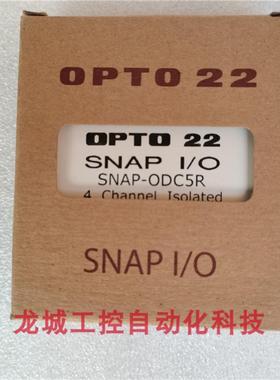 OPTO 22
OPTO 22
SNAP I/O
SNAP-ODC5R
4 Channel Isolated
SNAP I/O
龙城工控自动化科技